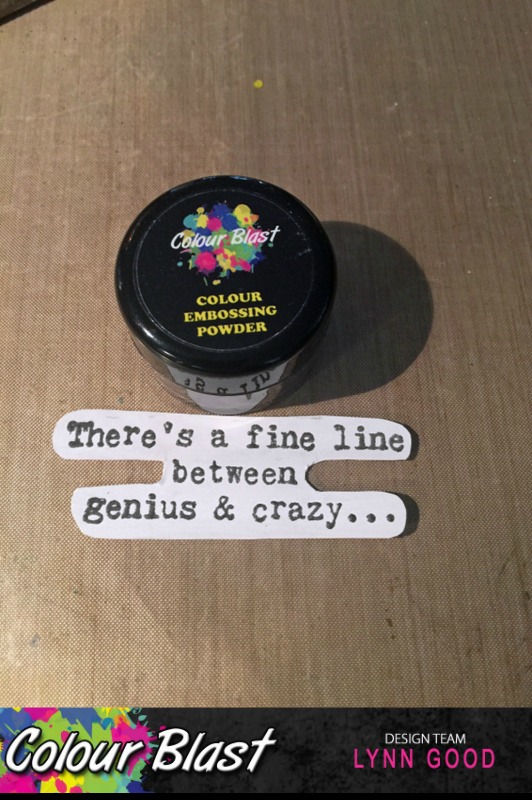 Colour Blast
COLOUR
EMBOSSING
POWDER
There's a fine line
between
genius & crazy...
Colour Blast
DESIGN TEAM
LYNN GOOD